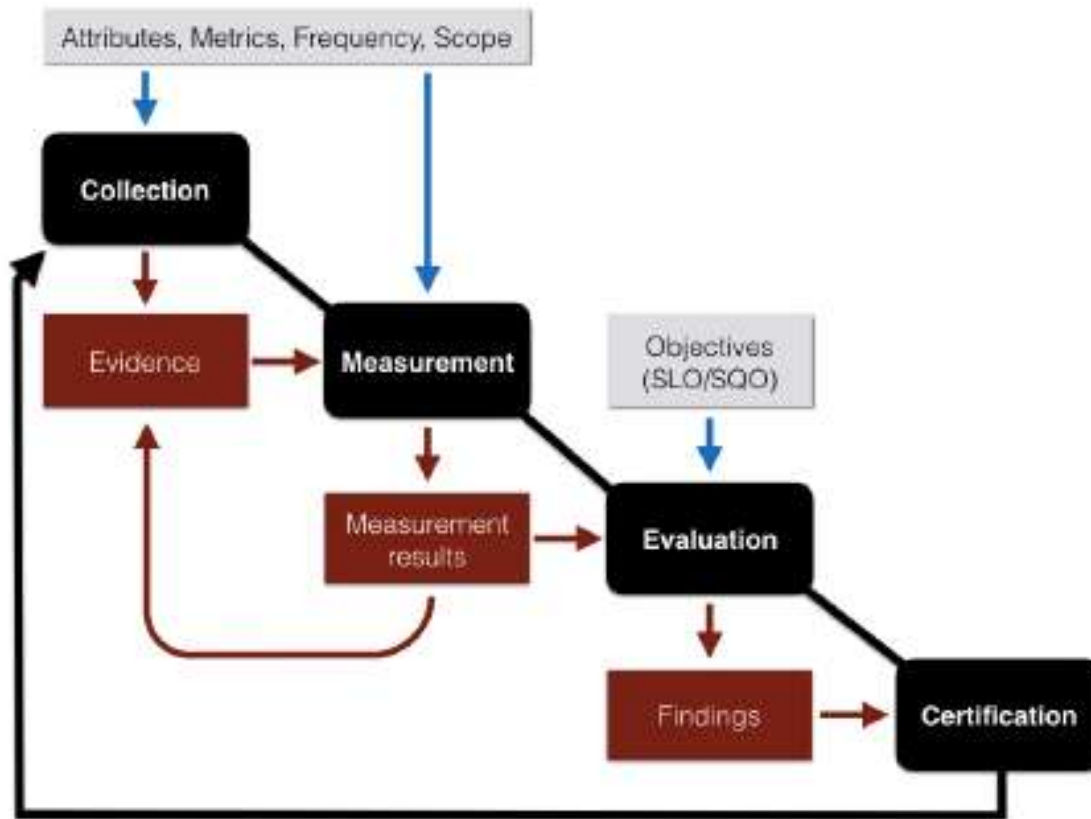 Attributes, Metrics, Frequency, Scope
Collection
Evidence
Measurement
Objectives
(SLO/SQO)
Measurement
results
Evaluation
Findings
Certification